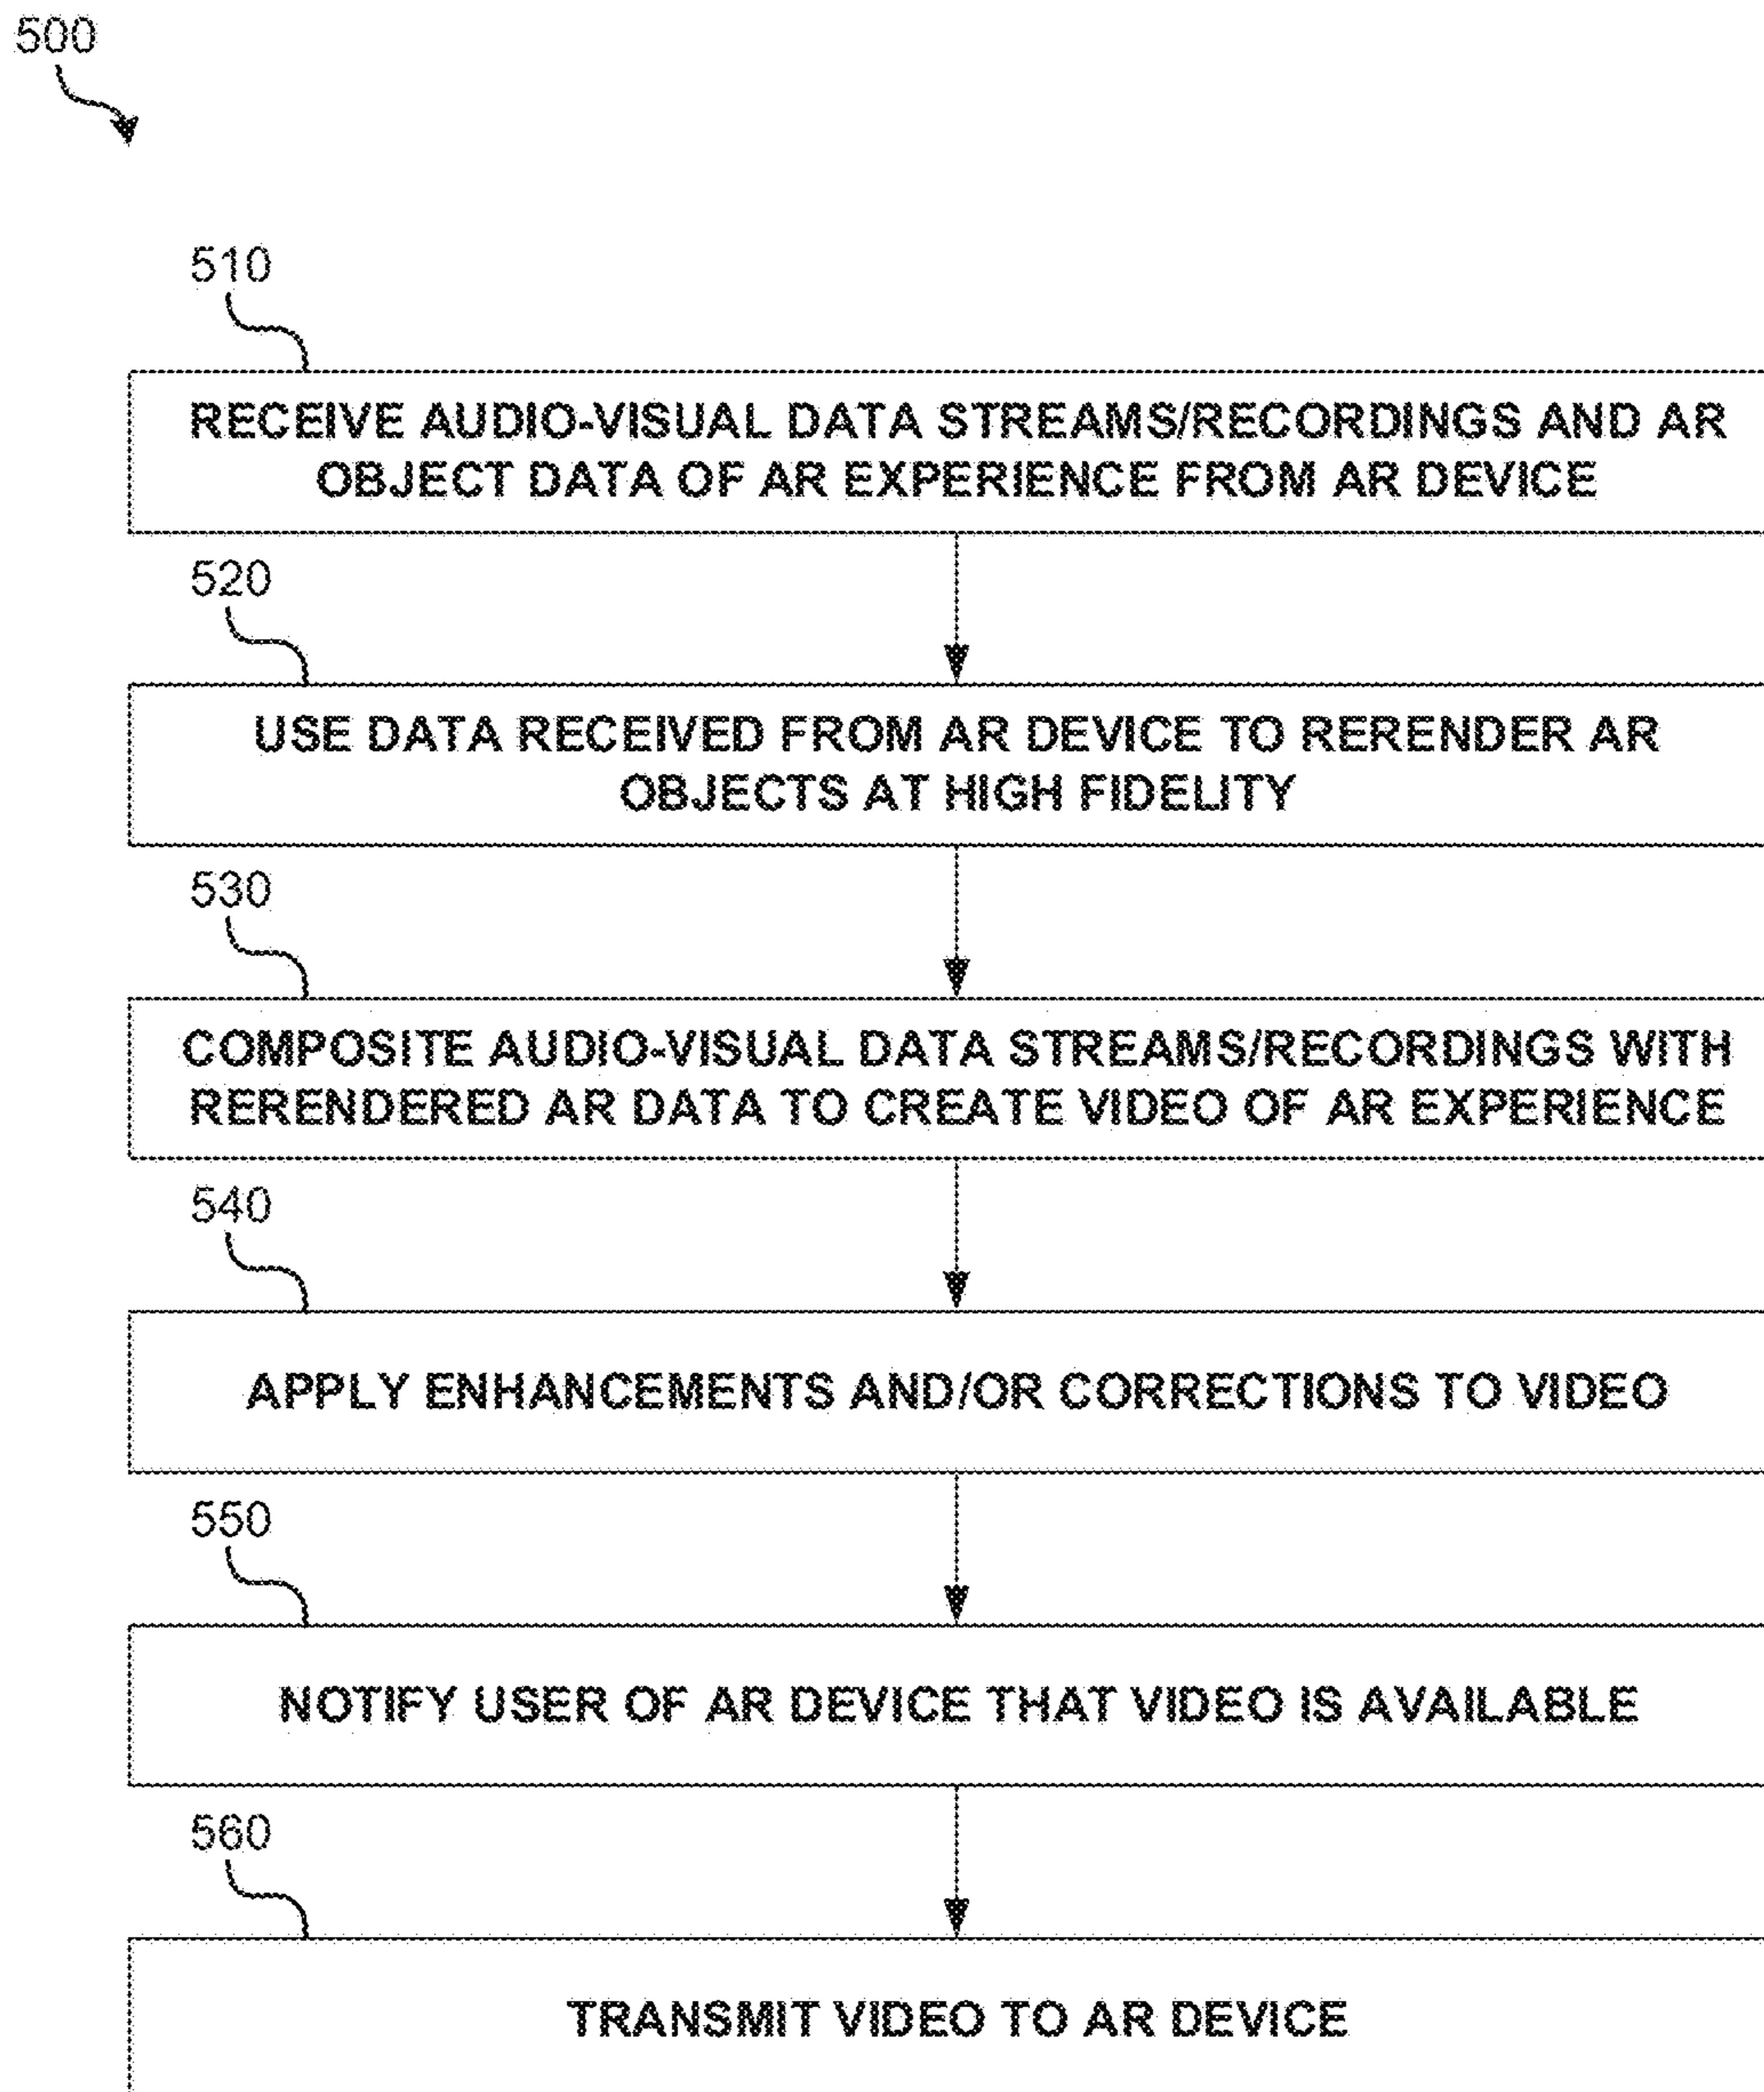 500
510
RECEIVE AUDIO-VISUAL DATA STREAMS/RECORDINGS AND AR
OBJECT DATA OF AR EXPERIENCE FROM AR DEVICE
520
USE DATA RECEIVED FROM AR DEVICE TO RERENDER AR
OBJECTS AT HIGH FIDELITY
530
COMPOSITE AUDIO-VISUAL DATA STREAMS/RECORDINGS WITH
RERENDERED AR DATA TO CREATE VIDEO OF AR EXPERIENCE
540
APPLY ENHANCEMENTS AND/OR CORRECTIONS TO VIDEO
550
NOTIFY USER OF AR DEVICE THAT VIDEO IS AVAILABLE
560
TRANSMIT VIDEO TO AR DEVICE